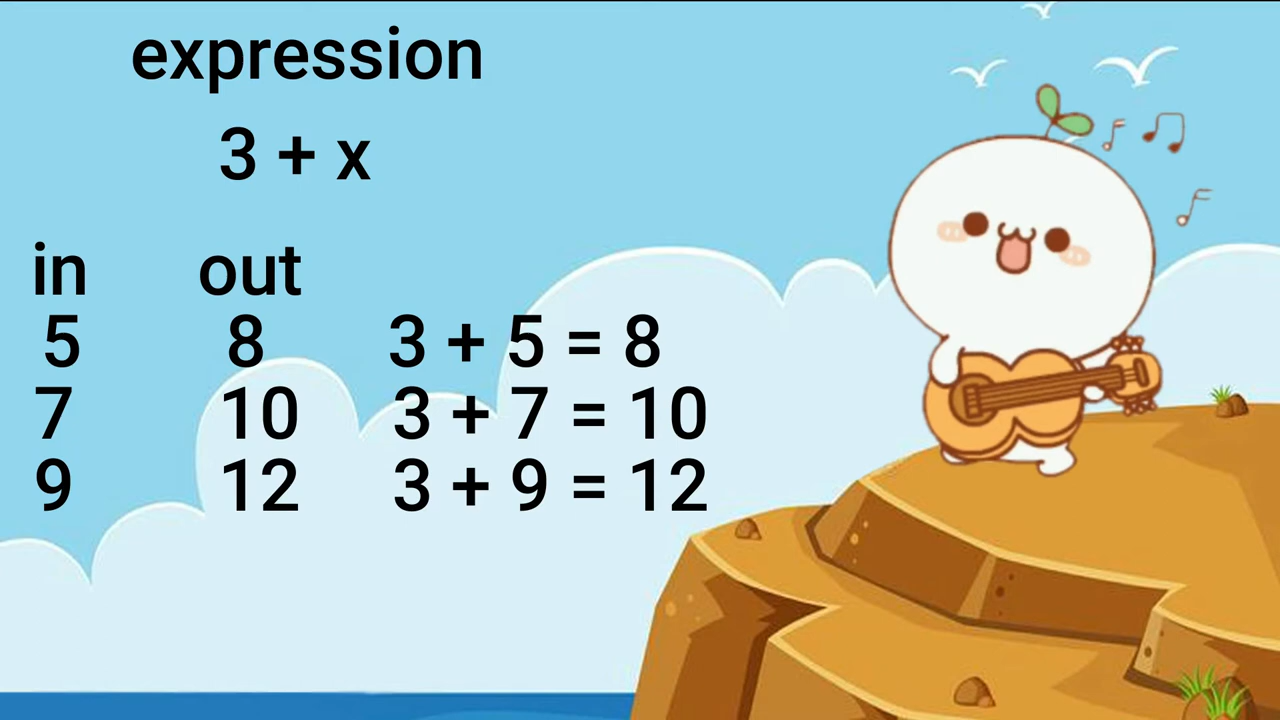 expression
3 + x
in out
5 8 3 + 5 = 8
7 10 3 + 7 = 10
9 12 3 + 9 = 12